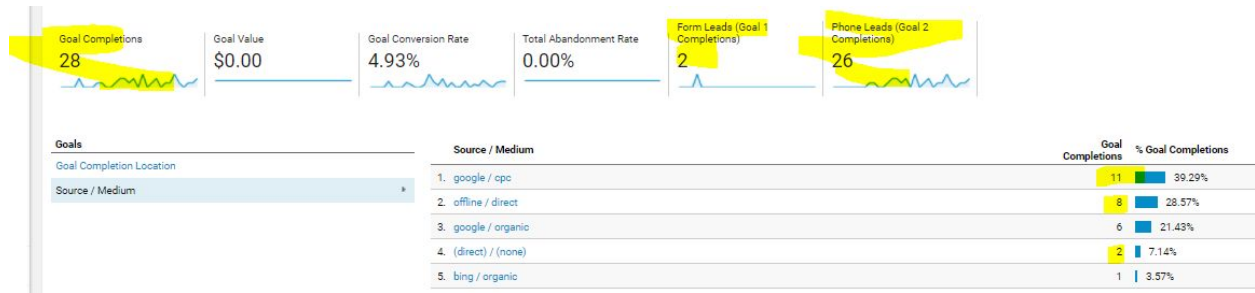 Goal Completions
28
Goal Value
$0.00
Goal Conversion Rate
4.93%
Total Abandonment Rate
0.00%
Form Leads (Goal 1
Completions)
2
Phone Leads (Goal 2
Completions)
26
Goals
Goal Completion Location
Source / Medium
Source / Medium
Goal
Completions
% Goal Completions
1. google / cpc 11 39.29%
2. offline / direct 8 28.57%
3. google / organic 6 21.43%
4. (direct) / (none) 2 7.14%
5. bing / organic 1 3.57%